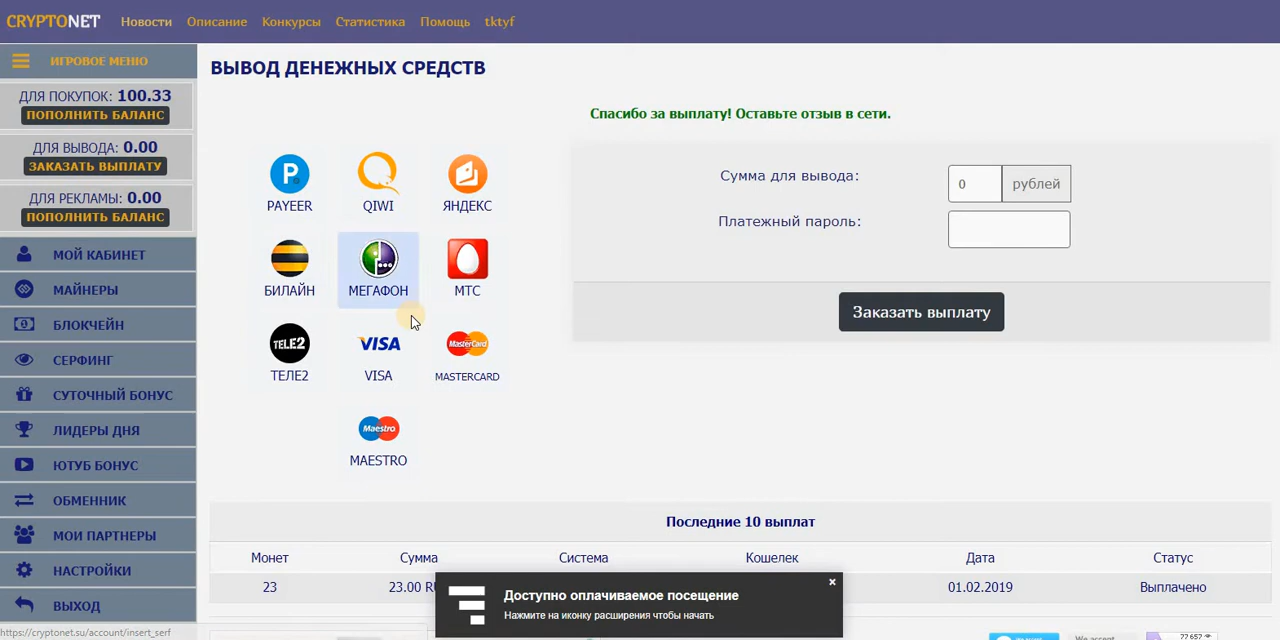 CRYPTONET Новости Описание Конкурсы Статистика Помощь tktyf
ИГРОВОЕ МЕНЮ
ДЛЯ ПОКУПОК: 100.33
ПОПОЛНИТЬ БАЛАНС
ДЛЯ ВЫВОДА: 0.00
ЗАКАЗАТЬ ВЫПЛАТУ
ДЛЯ РЕКЛАМЫ: 0.00
ПОПОЛНИТЬ БАЛАНС
МОЙ КАБИНЕТ
МАЙНЕРЫ
БЛОКЧЕЙН
СЕРФИНГ
СУТОЧНЫЙ БОНУС
ЛИДЕРЫ ДНЯ
ЮТУБ БОНУС
ОБМЕННИК
МОИ ПАРТНЕРЫ
НАСТРОЙКИ
ВЫХОД
https://cryptonet.su/account/insert_serf
ВЫВОД ДЕНЕЖНЫХ СРЕДСТВ
PAYEER QIWI ЯНДЕКС
БИЛАЙН МЕГАФОН МТС
TELE2 VISA MasterCard
ТЕЛЕ2 VISA MASTERCARD
Maestro
MAESTRO
Спасибо за выплату! Оставьте отзыв в сети.
Сумма для вывода: 0 рублей
Платежный пароль:
Заказать выплату
Последние 10 выплат
Монет Сумма Система Кошелек Дата Статус
23 23.00 01.02.2019 Выплачено
Доступно оплачиваемое посещение
Нажмите на иконку расширения чтобы начать
We accept
77 657